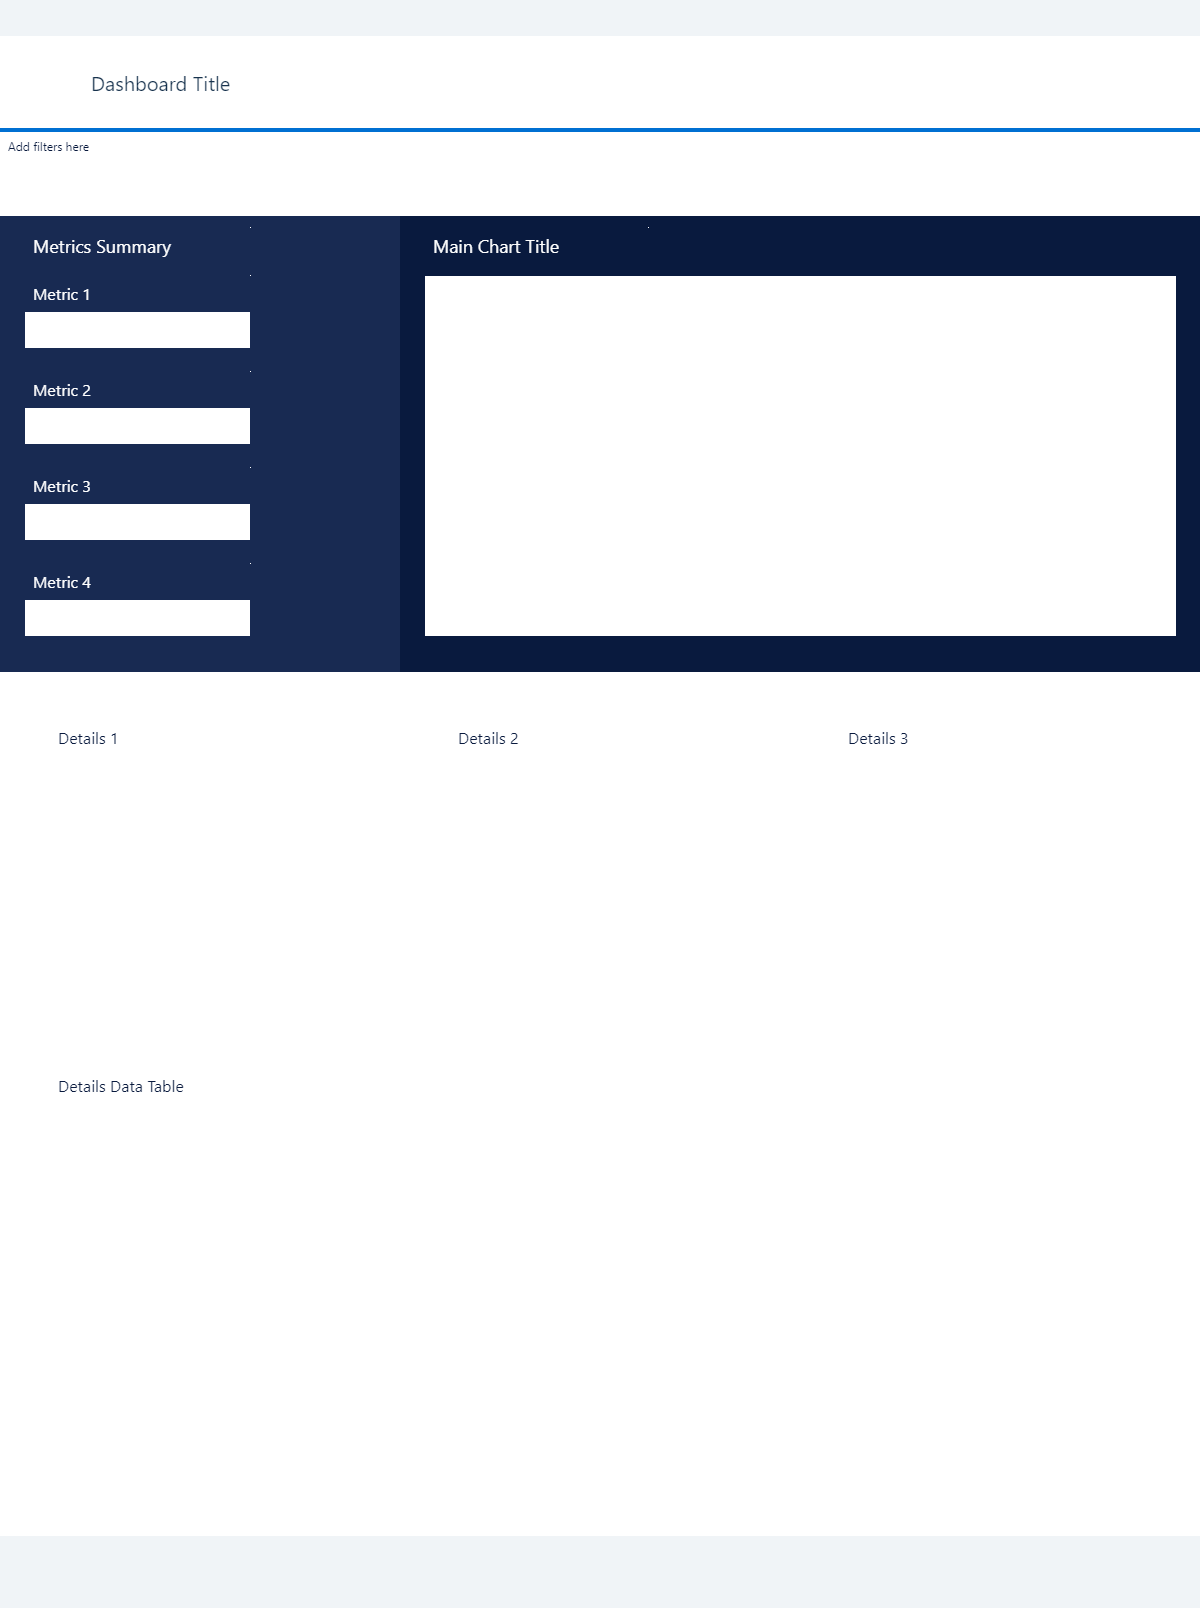 Dashboard Title
Add filters here
Metrics Summary
Metric 1
Metric 2
Metric 3
Metric 4
Main Chart Title
Details 1
Details 2
Details 3
Details Data Table